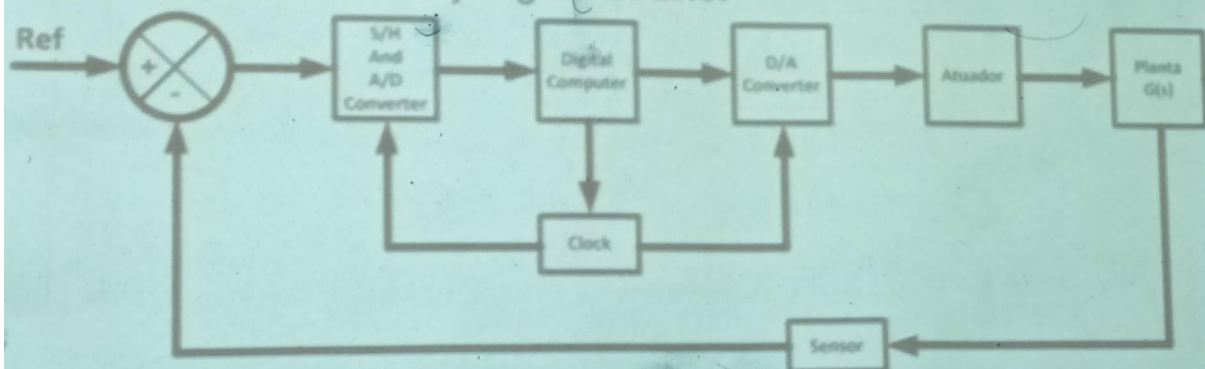 Ref
+
-
S/H
And
A/D
Converter
Digital
Computer
D/A
Converter
Atuador
Planta
G(s)
Clock
Sensor